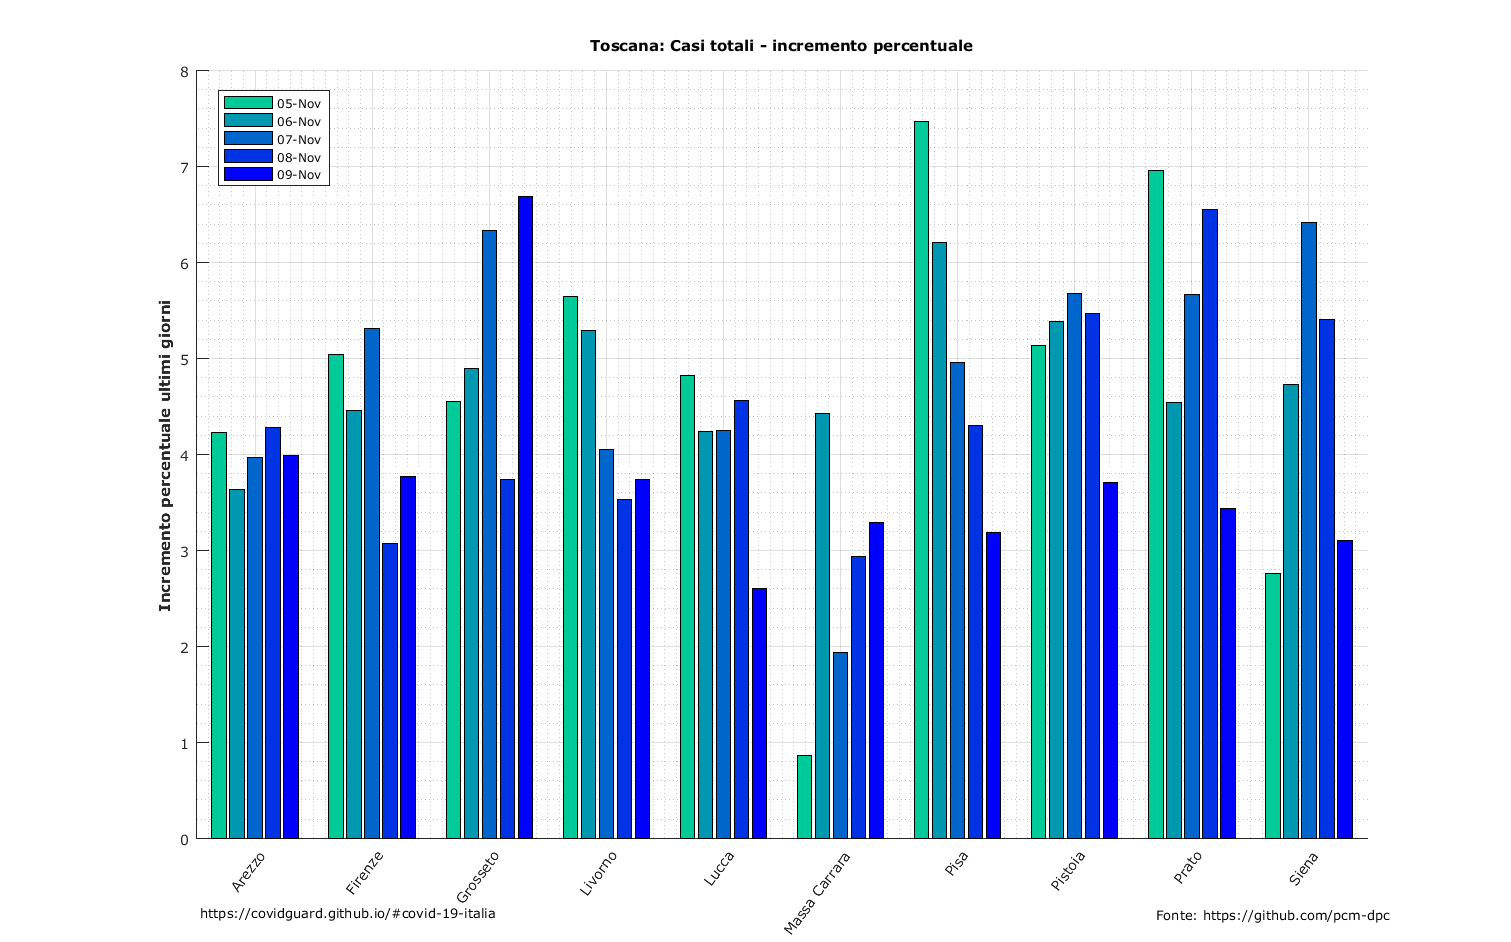 Toscana: Casi totali - incremento percentuale
8
7
6
5
4
3
2
1
0
Incremento percentuale ultimi giorni
05-Nov
06-Nov
07-Nov
08-Nov
09-Nov
Arezzo
Firenze
Grosseto
Livorno
Lucca
Massa Carrara
Pisa
Pistoia
Prato
Siena
https://covidguard.github.io/#covid-19-italia
Fonte: https://github.com/pcm-dpc